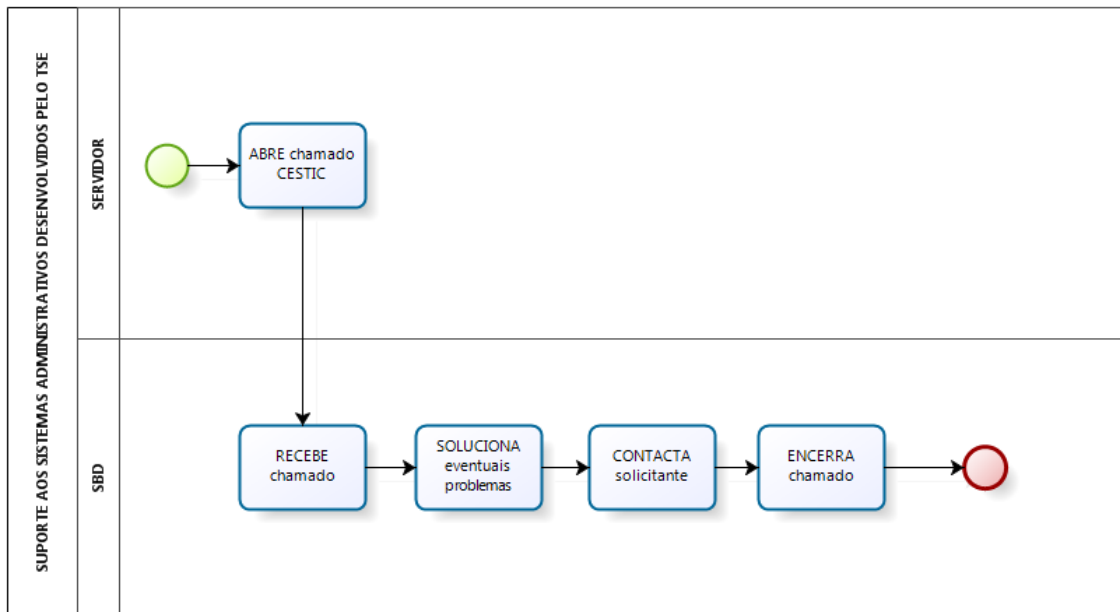 SUPORTE AOS SISTEMAS ADMINISTRATIVOS DESENVOLVIDOS PELO TSE
SERVIDOR
ABRE chamado
CESTIC
SBD
RECEBE
chamado
SOLUCIONA
eventuais
problemas
CONTACTA
solicitante
ENCERRA
chamado